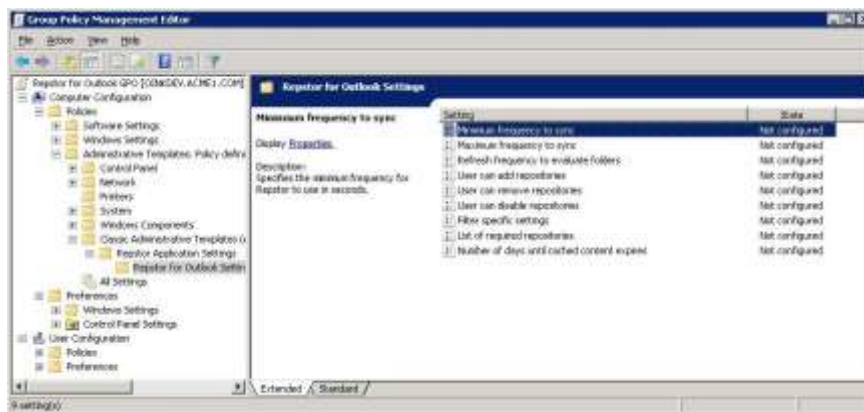 Group Policy Management Editor
File Action View Help
Repstor for Outlook GPO [
Computer Configuration
Policies
Software Settings
Windows Settings
Administrative Templates: Policy defini
Control Panel
Network
Printers
System
Windows Components
Classic Administrative Templates (
Repstor Application Settings
Repstor for Outlook Settin
All Settings
Preferences
Windows Settings
Control Panel Settings
User Configuration
Policies
Preferences
Repstor for Outlook Settings
Minimum frequency to sync
Display Properties.
Description:
Specifies the minimum frequency for
Repstor to use in seconds.
Setting State
Minimum frequency to sync Not configured
Maximum frequency to sync Not configured
Refresh frequency to evaluate folders Not configured
User can add repositories Not configured
User can remove repositories Not configured
User can disable repositories Not configured
Filter specific settings Not configured
List of required repositories Not configured
Number of days until cached content expires Not configured
Extended Standard
9 setting(s)